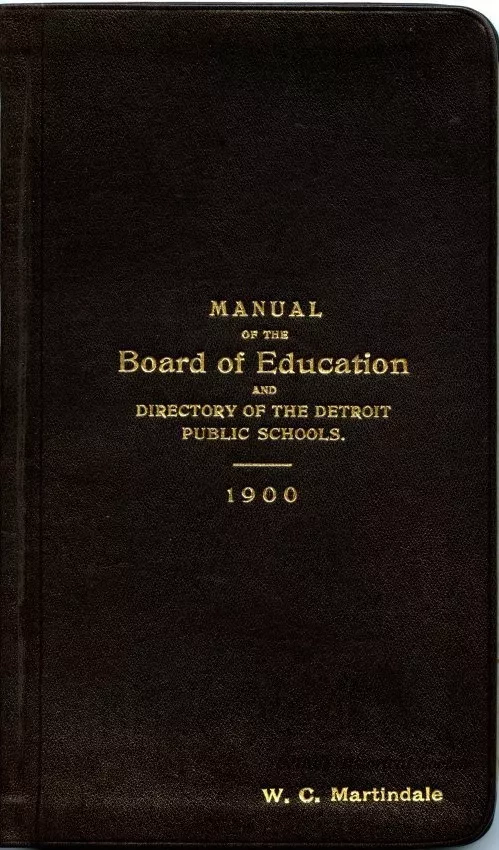 MANUAL
OF THE
Board of Education
AND
DIRECTORY OF THE DETROIT
PUBLIC SCHOOLS.
1900
W. C. Martindale